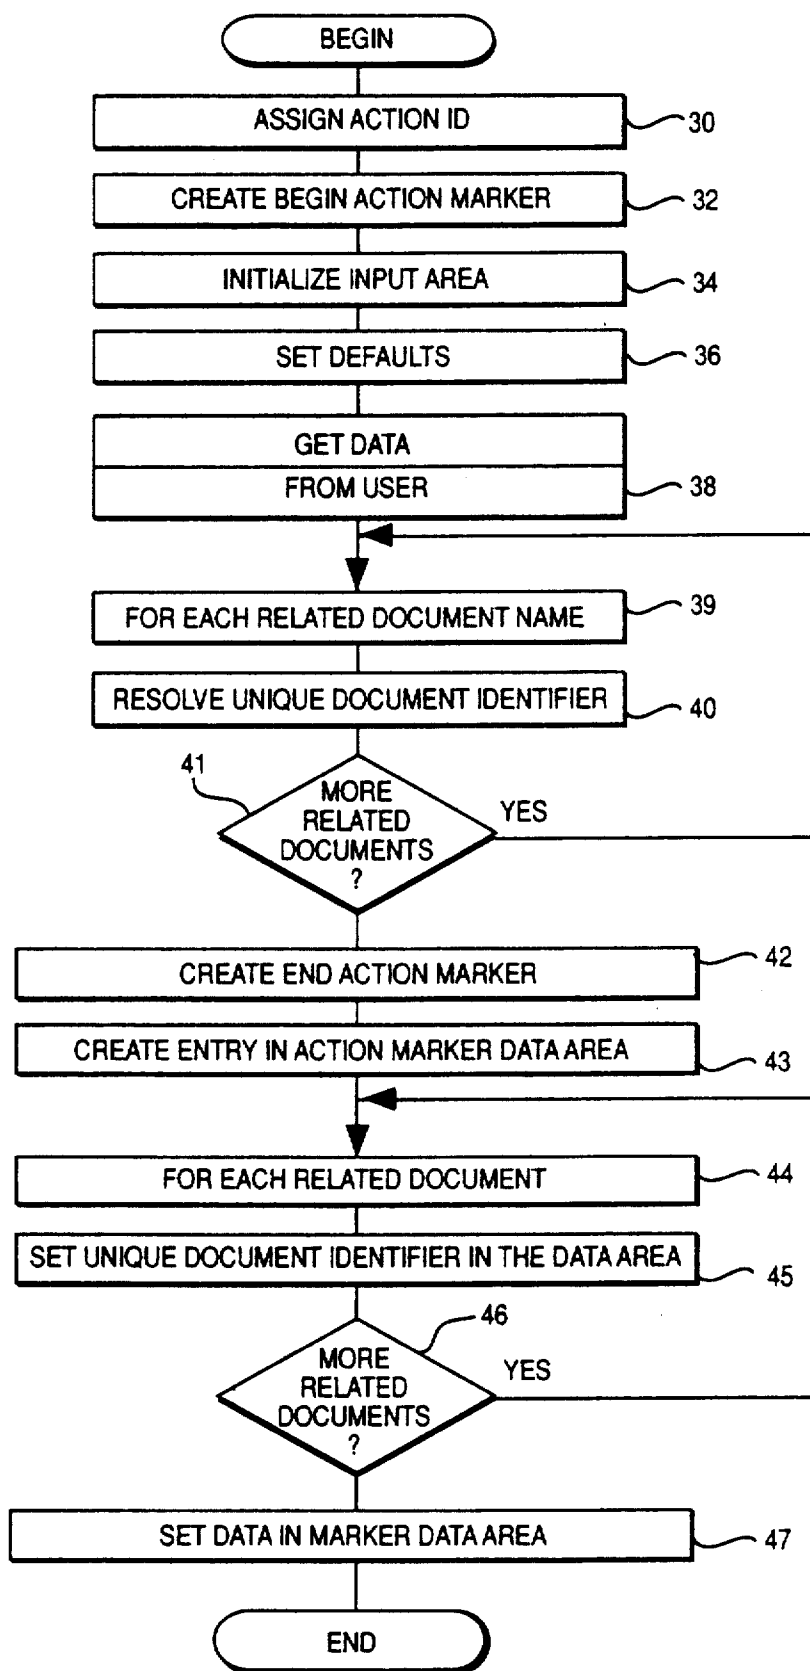 BEGIN
ASSIGN ACTION ID
30
CREATE BEGIN ACTION MARKER
32
INITIALIZE INPUT AREA
34
SET DEFAULTS
36
GET DATA
FROM USER
38
FOR EACH RELATED DOCUMENT NAME
39
RESOLVE UNIQUE DOCUMENT IDENTIFIER
40
41
MORE
RELATED
DOCUMENTS
?
YES
CREATE END ACTION MARKER
42
CREATE ENTRY IN ACTION MARKER DATA AREA
43
FOR EACH RELATED DOCUMENT
44
SET UNIQUE DOCUMENT IDENTIFIER IN THE DATA AREA
45
46
MORE
RELATED
DOCUMENTS
?
YES
SET DATA IN MARKER DATA AREA
47
END